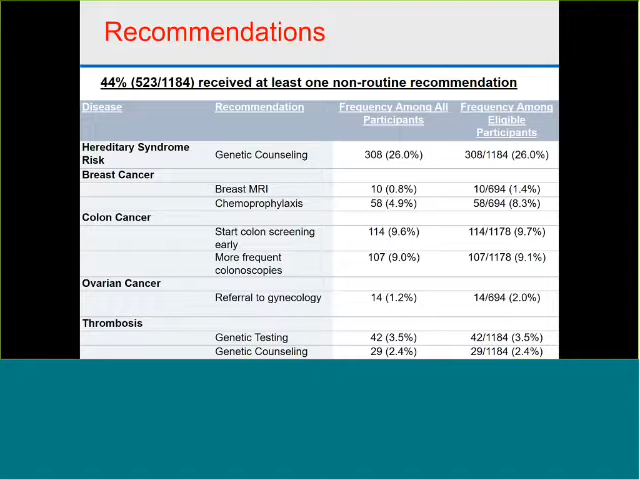 Recommendations
44% (523/1184) received at least one non-routine recommendation
Disease Recommendation Frequency Among All Participants Frequency Among Eligible Participants
Hereditary Syndrome Risk Genetic Counseling 308 (26.0%) 308/1184 (26.0%)
Breast Cancer
Breast MRI 10 (0.8%) 10/694 (1.4%)
Chemoprophylaxis 58 (4.9%) 58/694 (8.3%)
Colon Cancer
Start colon screening early 114 (9.6%) 114/1178 (9.7%)
More frequent colonoscopies 107 (9.0%) 107/1178 (9.1%)
Ovarian Cancer
Referral to gynecology 14 (1.2%) 14/694 (2.0%)
Thrombosis
Genetic Testing 42 (3.5%) 42/1184 (3.5%)
Genetic Counseling 29 (2.4%) 29/1184 (2.4%)